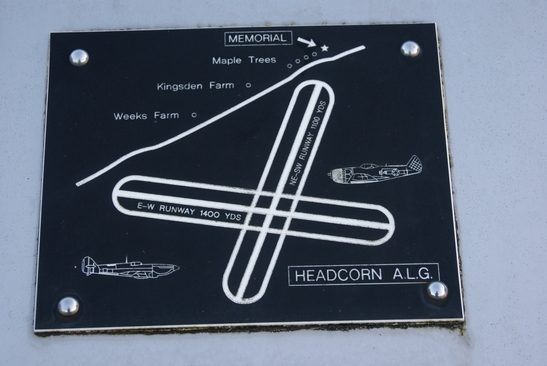 MEMORIAL
Maple Trees
Kingsden Farm
Weeks Farm
NE-SW RUNWAY 1100 YDS
E-W RUNWAY 1400 YDS
HEADCORN A.L.G.